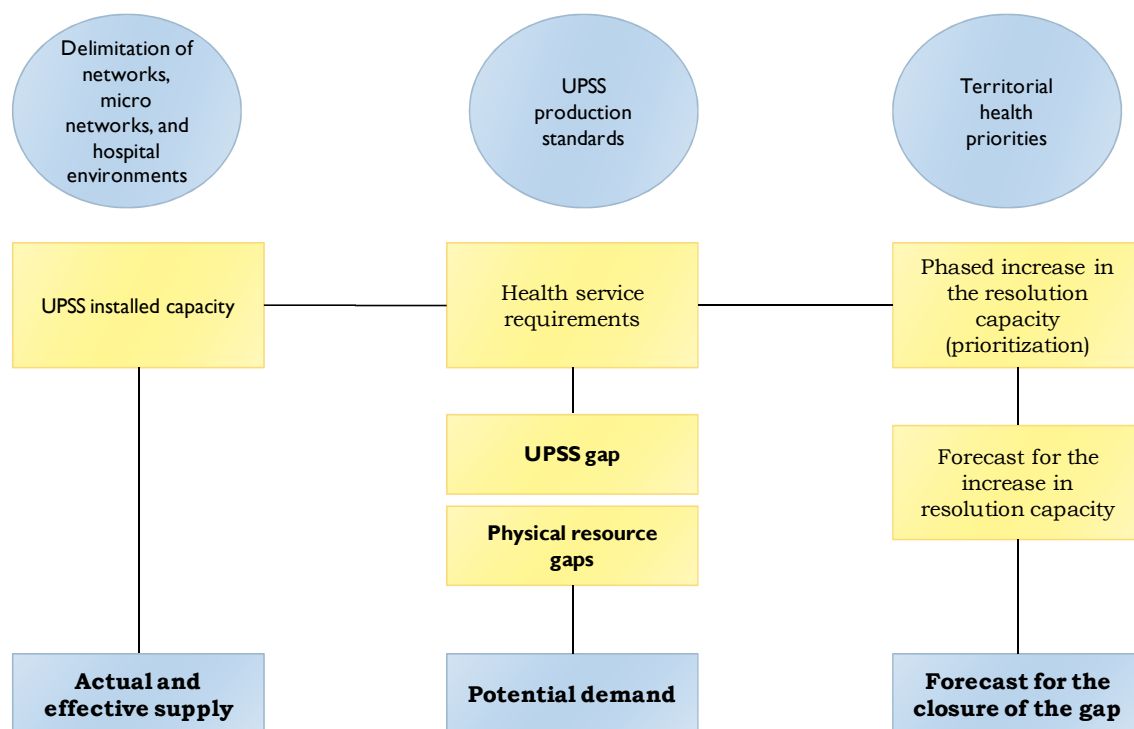 Delimitation of
networks,
micro
networks, and
hospital
environments
UPSS
production
standards
Territorial
health
priorities
UPSS installed capacity
Health service
requirements
Phased increase in
the resolution
capacity
(prioritization)
UPSS gap
Physical resource
gaps
Forecast for the
increase in
resolution capacity
Actual and
effective supply
Potential demand
Forecast for the
closure of the gap